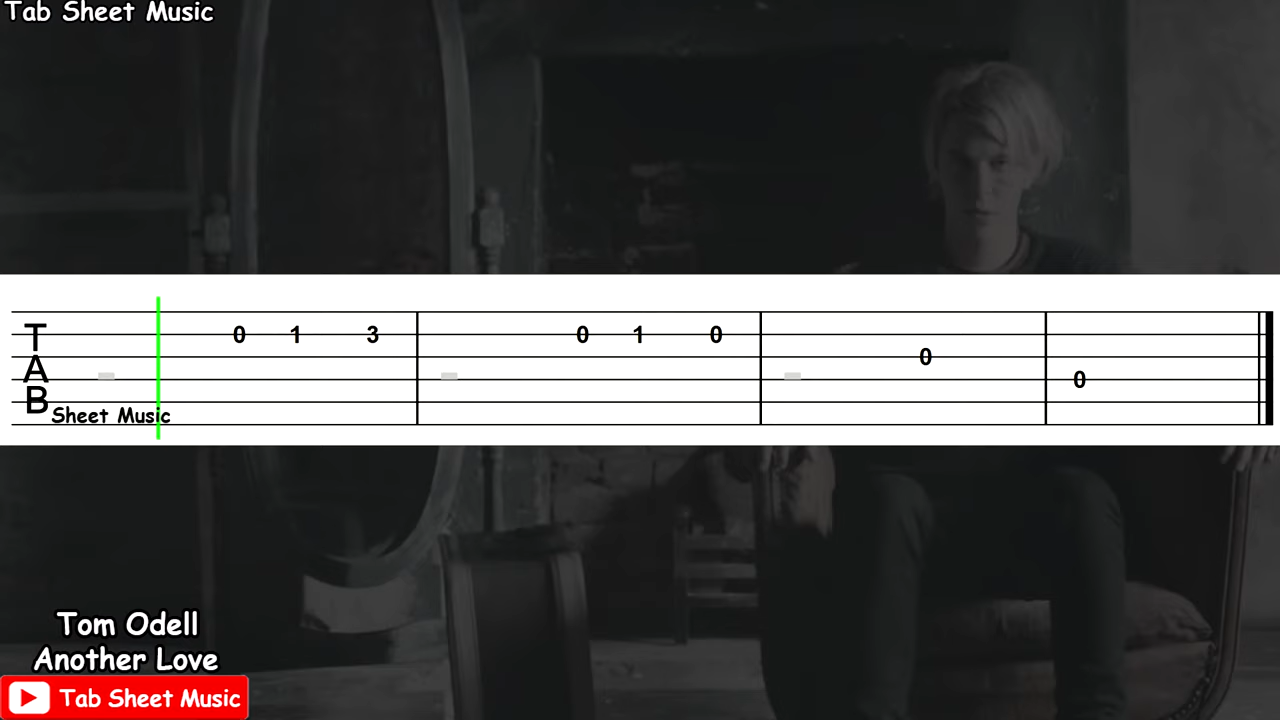 Tab Sheet Music
T
A
B
0 1 3 0 1 0 0 0
Sheet Music
Tom Odell
Another Love
Tab Sheet Music